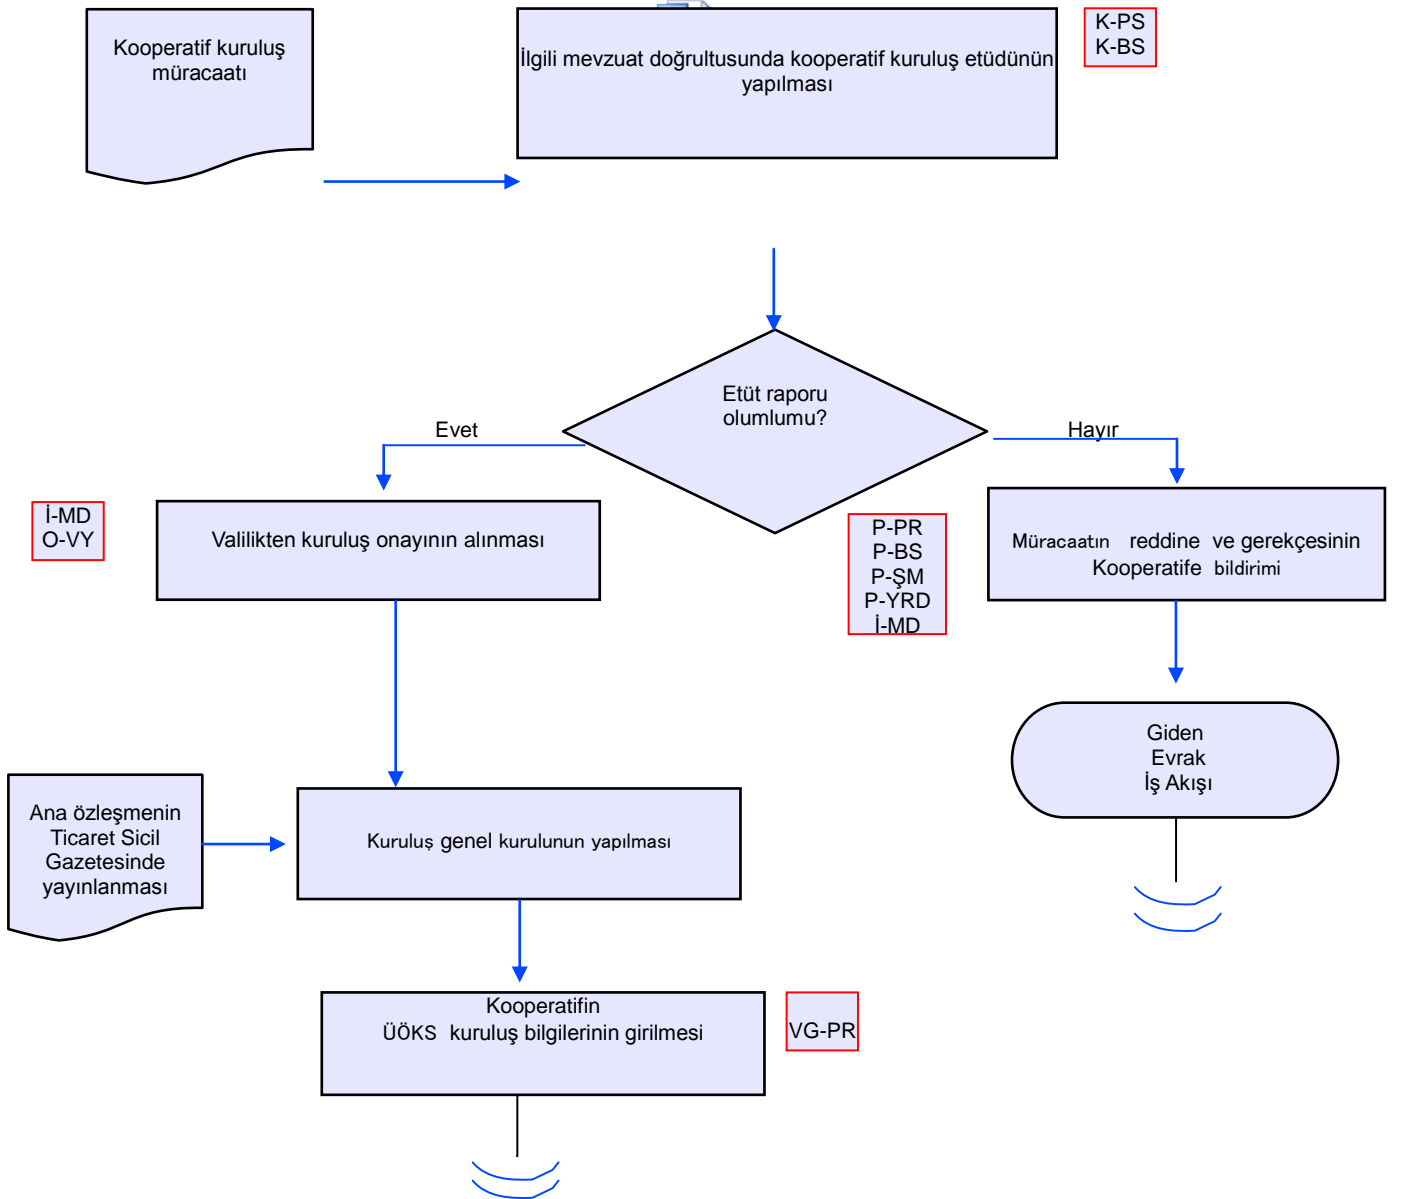 Kooperatif kuruluş
müracaatı
İlgili mevzuat doğrultusunda kooperatif kuruluş etüdünün
yapılması
K-PS
K-BS
Etüt raporu
olumlumu?
Evet
Hayır
İ-MD
O-VY
Valilikten kuruluş onayının alınması
P-PR
P-BS
P-ŞM
P-YRD
İ-MD
Müracaatın reddine ve gerekçesinin
Kooperatife bildirimi
Giden
Evrak
İş Akışı
Ana özleşmenin
Ticaret Sicil
Gazetesinde
yayınlanması
Kuruluş genel kurulunun yapılması
Kooperatifin
ÜÖKS kuruluş bilgilerinin girilmesi
VG-PR